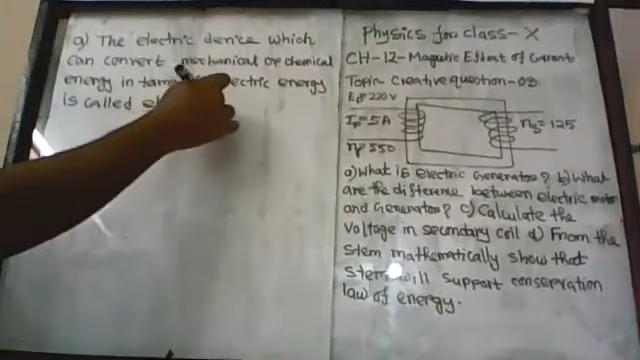 a) The electric device which
can convert mechanical or chemical
energy in electric energy
is called
Physics for class-X
CH-12-Magnetic Effect of Current
Topic-Creative question-03
Ep=220V
Ip=5A
np=550
ns=125
a) What is electric Generator? b) What
are the difference between electric motor
and Generator? c) Calculate the
Voltage in secondary coil d) From the
stem mathematically show that
stem will support conservation
law of energy.